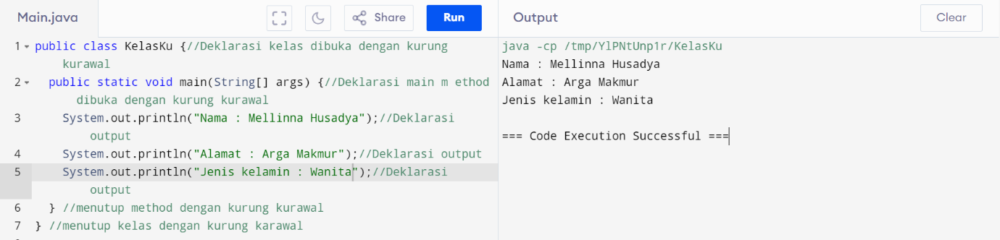 Main.java
Share
Run
Output
Clear
1 public class KelasKu {//Deklarasi kelas dibuka dengan kurung
kurawal
2 public static void main(String[] args) {//Deklarasi main m ethod
dibuka dengan kurung kurawal
3 System.out.println("Nama : Mellinna Husadya");//Deklarasi
output
4 System.out.println("Alamat : Arga Makmur");//Deklarasi output
5 System.out.println("Jenis kelamin : Wanita");//Deklarasi
output
6 } //menutup method dengan kurung kurawal
7 } //menutup kelas dengan kurung karawal
java -cp /tmp/YlPNtUnp1r/KelasKu
Nama : Mellinna Husadya
Alamat : Arga Makmur
Jenis kelamin : Wanita
=== Code Execution Successful ===